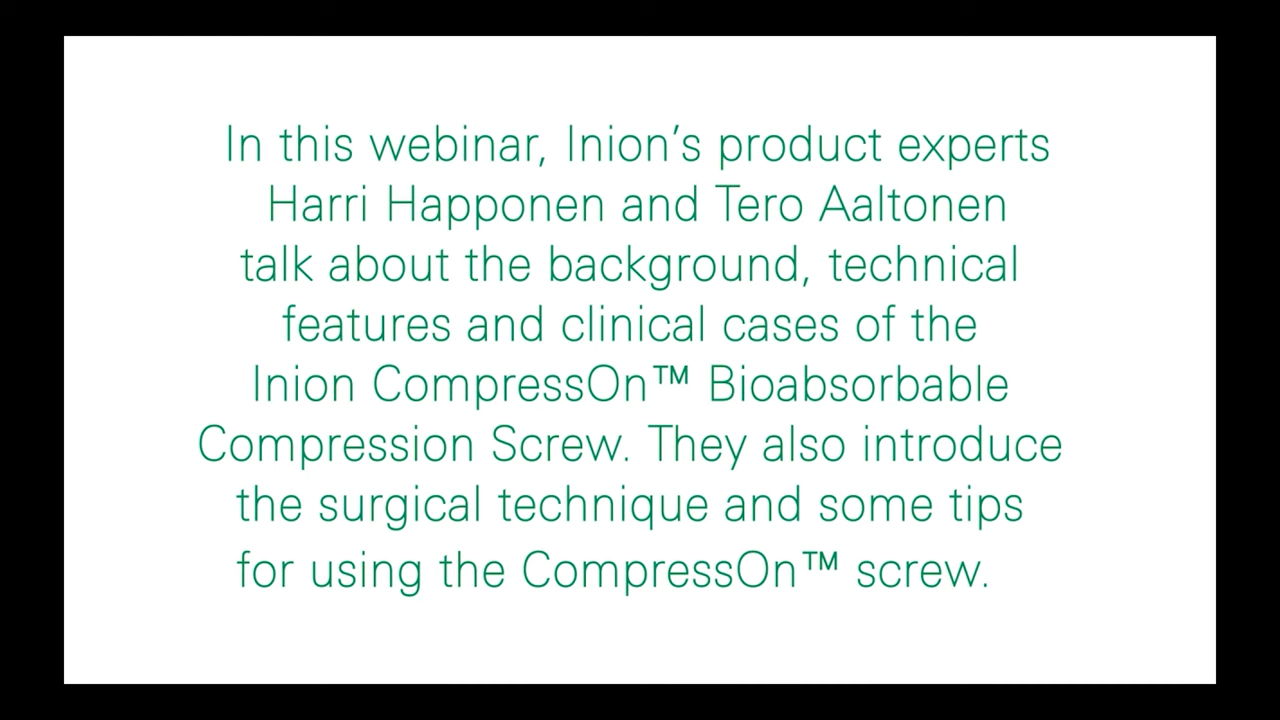 In this webinar, Inion’s product experts
Harri Happonen and Tero Aaltonen
talk about the background, technical
features and clinical cases of the
Inion CompressOn™ Bioabsorbable
Compression Screw. They also introduce
the surgical technique and some tips
for using the CompressOn™ screw.